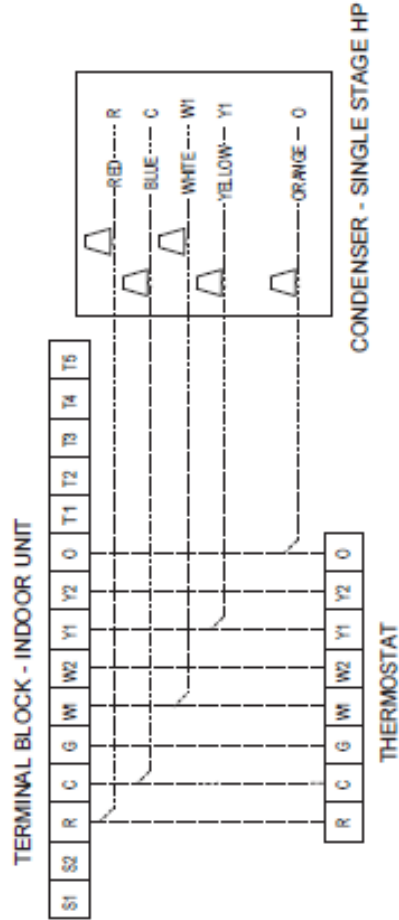 TERMINAL BLOCK - INDOOR UNIT
S1 S2 R C G W1 W2 Y1 Y2 O T1 T2 T3 T4 T5
RED R
BLUE C
WHITE W1
YELLOW Y1
ORANGE O
CONDENSER - SINGLE STAGE HP
R C G W1 W2 Y1 Y2 O
THERMOSTAT